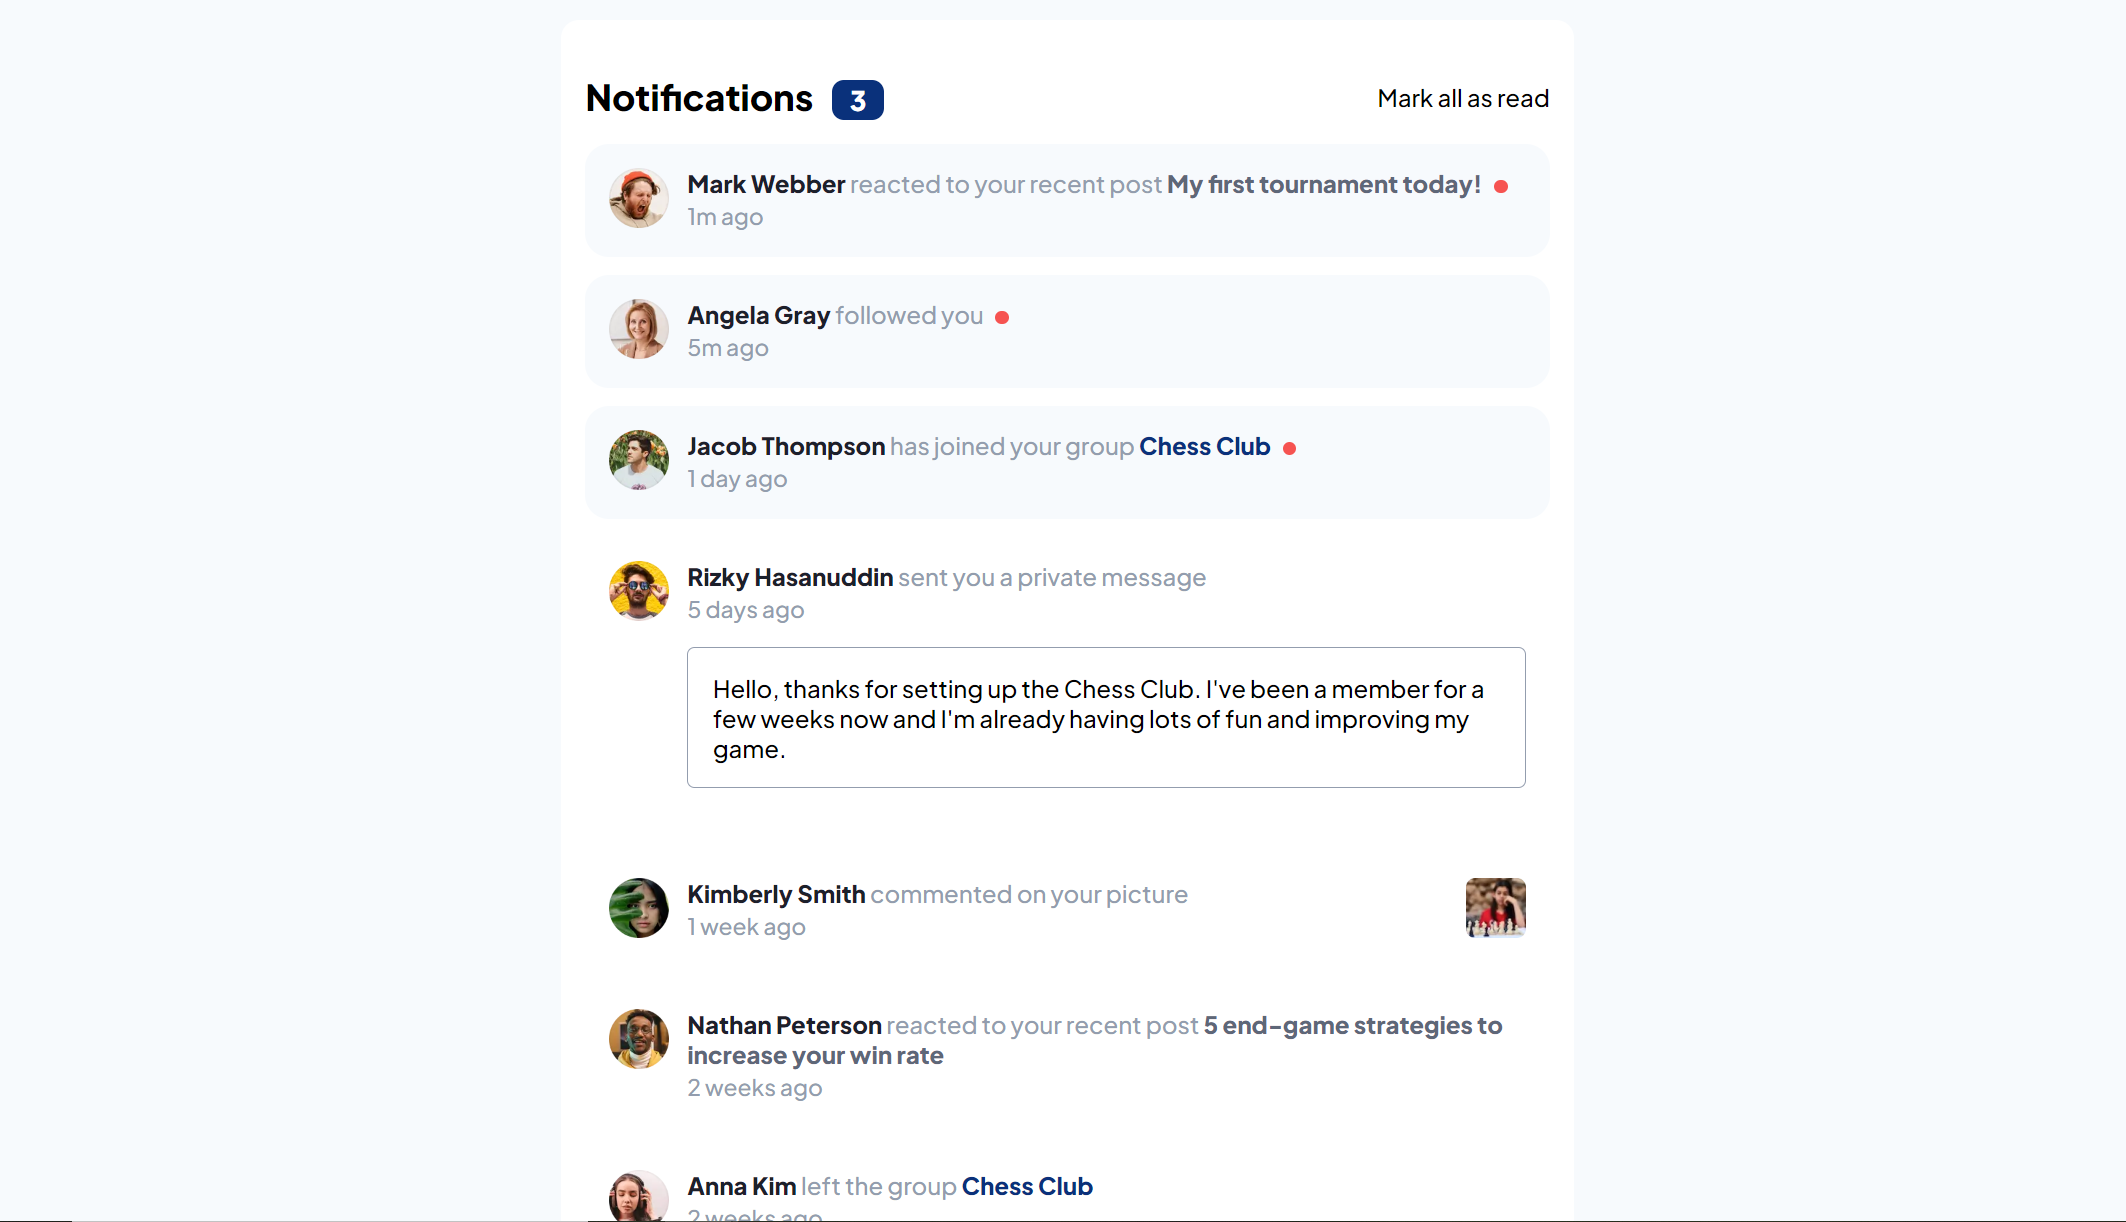 Notifications 3 Mark all as read
Mark Webber reacted to your recent post My first tournament today!
1m ago
Angela Gray followed you
5m ago
Jacob Thompson has joined your group Chess Club
1 day ago
Rizky Hasanuddin sent you a private message
5 days ago
Hello, thanks for setting up the Chess Club. I've been a member for a
few weeks now and I'm already having lots of fun and improving my
game.
Kimberly Smith commented on your picture
1 week ago
Nathan Peterson reacted to your recent post 5 end-game strategies to
increase your win rate
2 weeks ago
Anna Kim left the group Chess Club
2 weeks ago